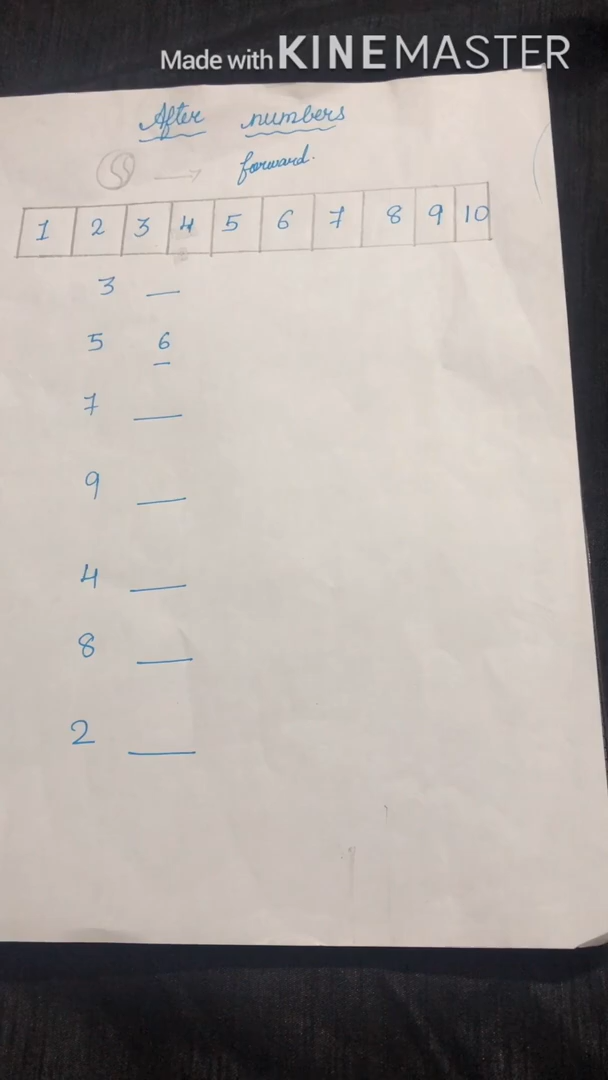 Made with KINEMASTER
After numbers
→ forward.
1 2 3 4 5 6 7 8 9 10
3 __
5 6
7 __
9 __
4 __
8 __
2 __